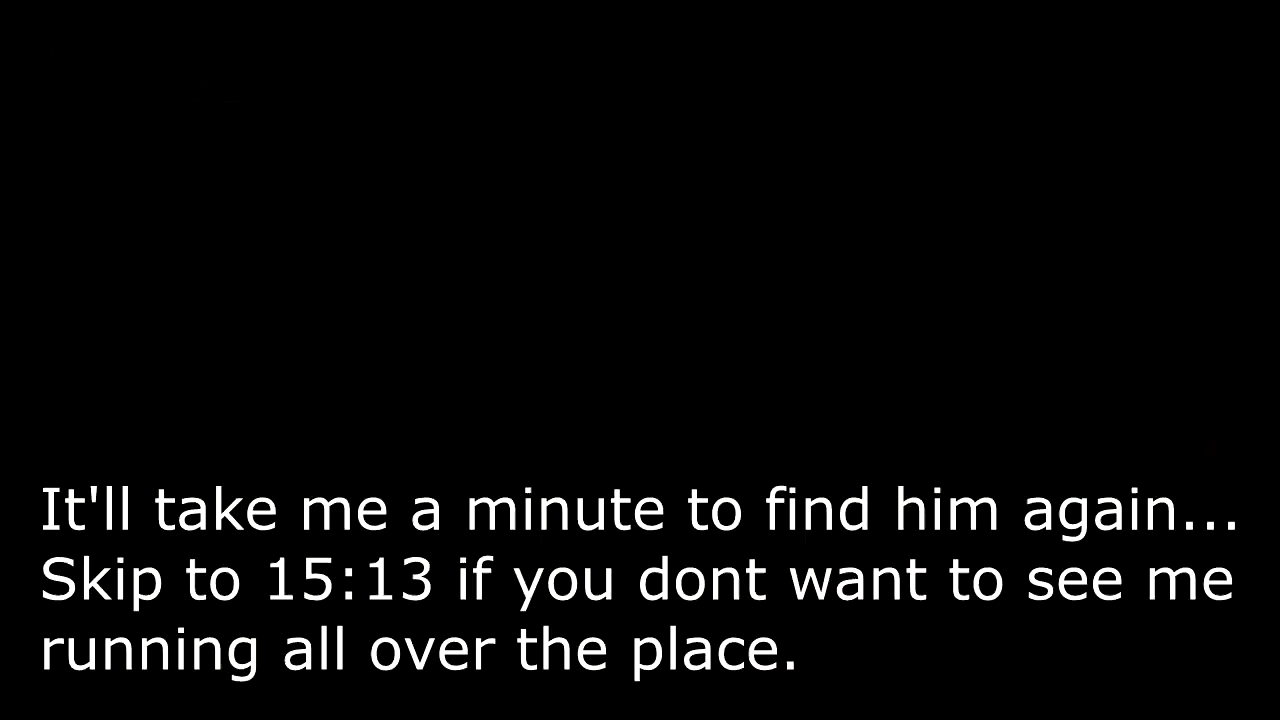 It'll take me a minute to find him again...
Skip to 15:13 if you dont want to see me
running all over the place.